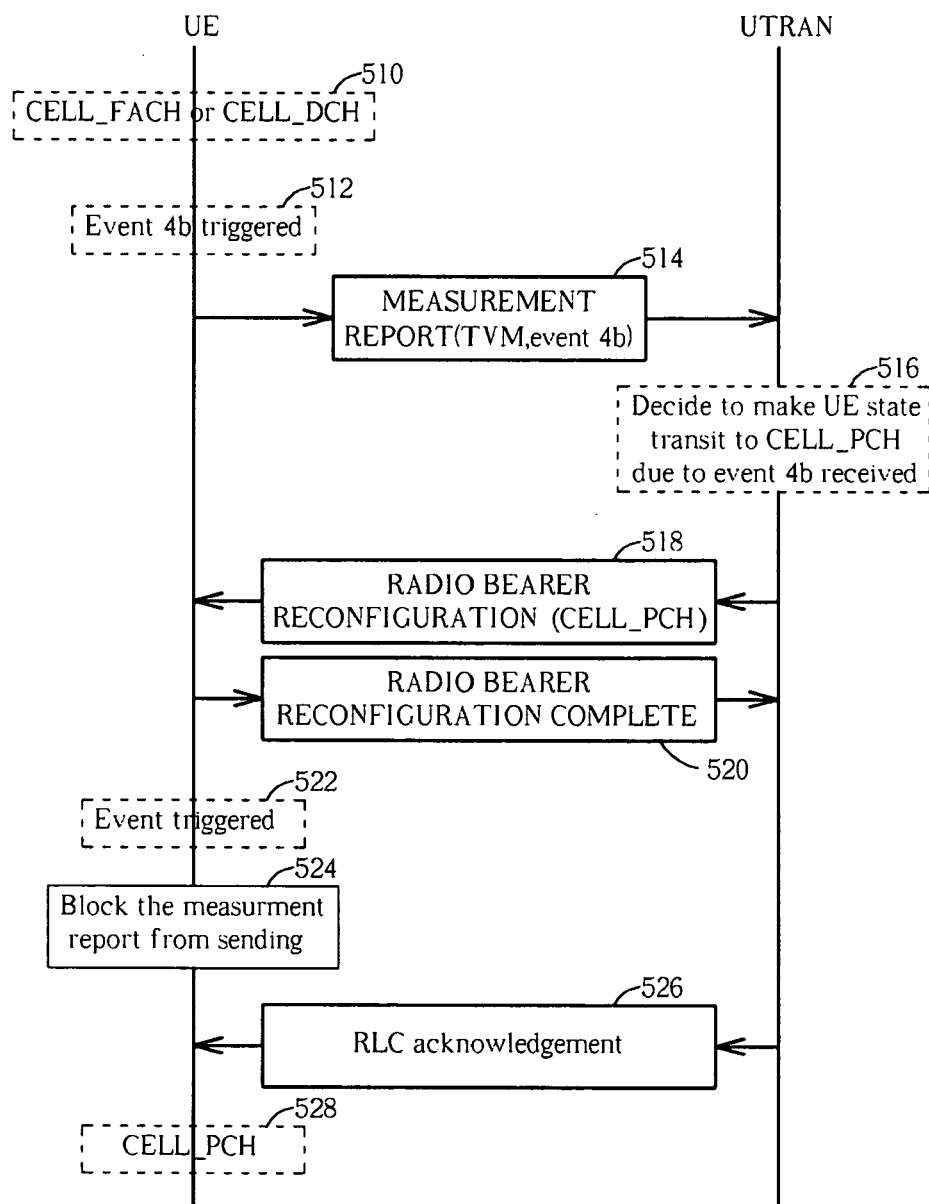 UE
UTRAN
510
CELL_FACH or CELL_DCH
512
Event 4b triggered
514
MEASUREMENT
REPORT(TVM,event 4b)
516
Decide to make UE state
transit to CELL_PCH
due to event 4b received
518
RADIO BEARER
RECONFIGURATION (CELL_PCH)
RADIO BEARER
RECONFIGURATION COMPLETE
520
522
Event triggered
524
Block the measurment
report from sending
526
RLC acknowledgement
528
CELL_PCH